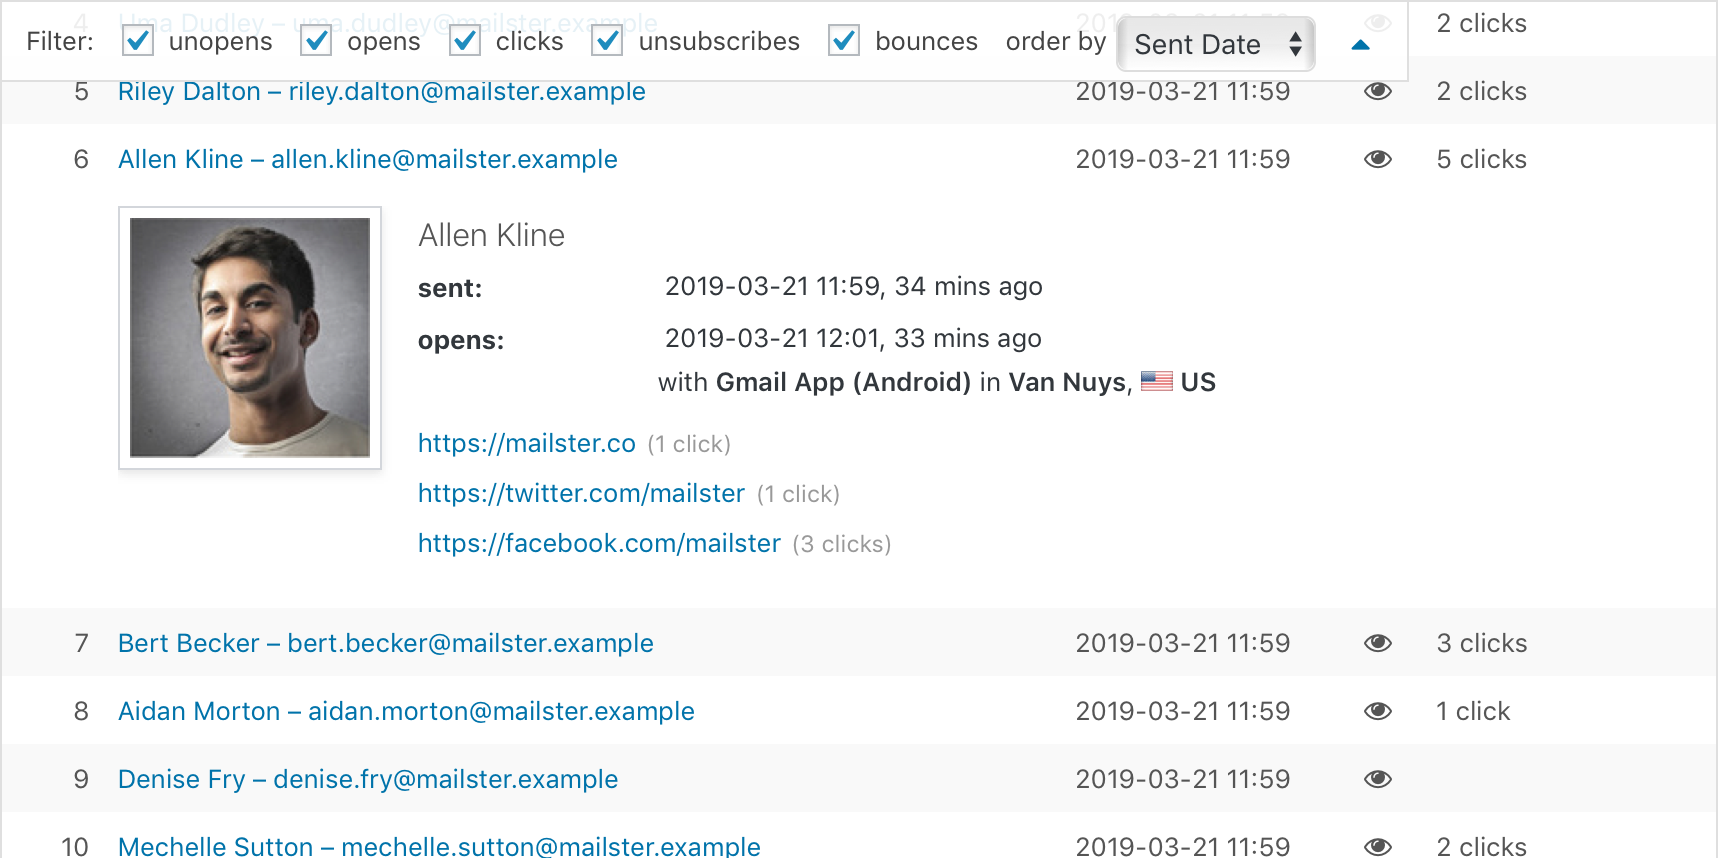 4 Uma Dudley – uma.dudley@mailster.example 2 clicks
Filter: unopens opens clicks unsubscribes bounces order by Sent Date
5 Riley Dalton – riley.dalton@mailster.example 2019-03-21 11:59 2 clicks
6 Allen Kline – allen.kline@mailster.example 2019-03-21 11:59 5 clicks
Allen Kline
sent: 2019-03-21 11:59, 34 mins ago
opens: 2019-03-21 12:01, 33 mins ago
with Gmail App (Android) in Van Nuys, US
https://mailster.co (1 click)
https://twitter.com/mailster (1 click)
https://facebook.com/mailster (3 clicks)
7 Bert Becker – bert.becker@mailster.example 2019-03-21 11:59 3 clicks
8 Aidan Morton – aidan.morton@mailster.example 2019-03-21 11:59 1 click
9 Denise Fry – denise.fry@mailster.example 2019-03-21 11:59
10 Mechelle Sutton – mechelle.sutton@mailster.example 2019-03-21 11:59 2 clicks